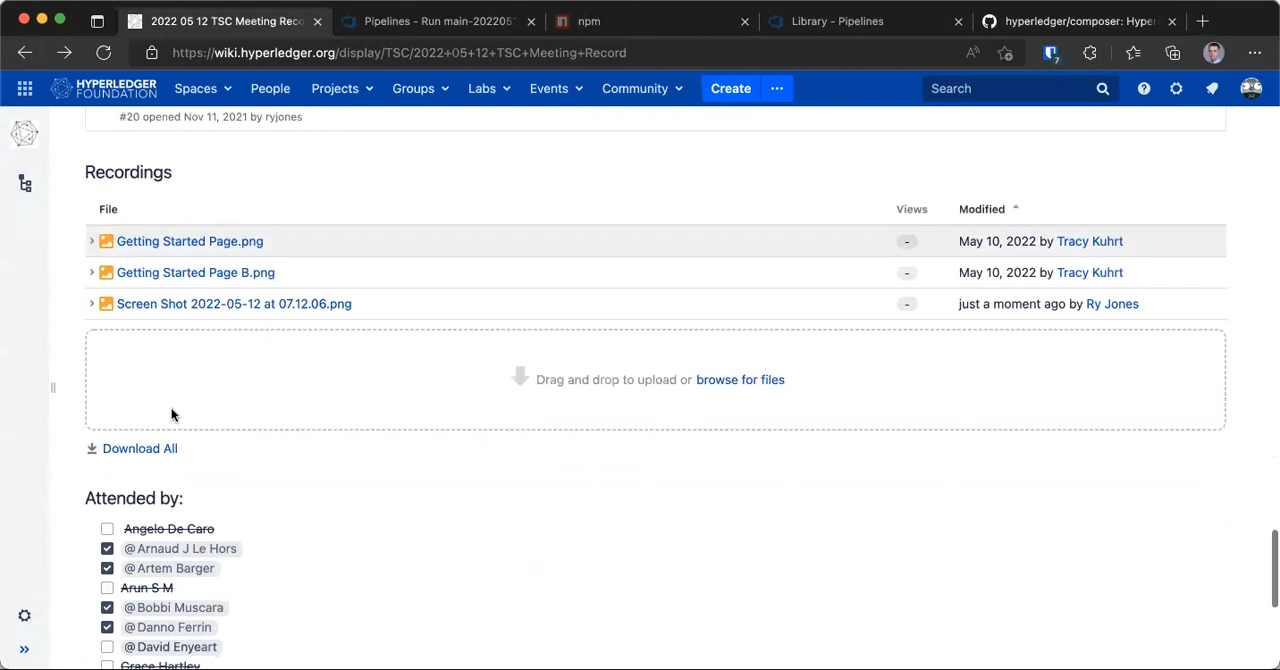 2022 05 12 TSC Meeting Reco
Pipelines - Run main-202205
npm
Library - Pipelines
hyperledger/composer: Hyper
https://wiki.hyperledger.org/display/TSC/2022+05+12+TSC+Meeting+Record
7
HYPERLEDGER FOUNDATION
Spaces
People
Projects
Groups
Labs
Events
Community
Create
Search
#20 opened Nov 11, 2021 by ryjones
Recordings
File Views Modified
Getting Started Page.png - May 10, 2022 by Tracy Kuhrt
Getting Started Page B.png - May 10, 2022 by Tracy Kuhrt
Screen Shot 2022-05-12 at 07.12.06.png - just a moment ago by Ry Jones
Drag and drop to upload or browse for files
Download All
Attended by:
Angelo De Caro
@Arnaud J Le Hors
@Artem Barger
Arun S M
@Bobbi Muscara
@Danno Ferrin
@David Enyeart
Grace Hartley